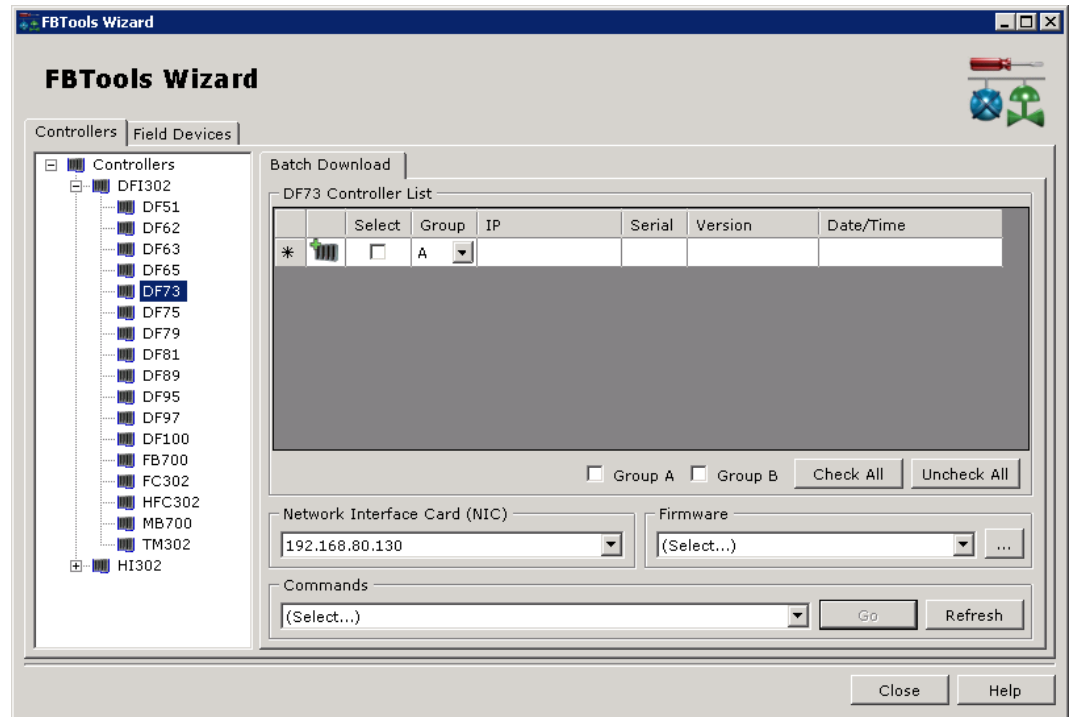 FBTools Wizard
FBTools Wizard
Controllers Field Devices
Controllers
DFI302
DF51
DF62
DF63
DF65
DF73
DF75
DF79
DF81
DF89
DF95
DF97
DF100
FB700
FC302
HFC302
MB700
TM302
HI302
Batch Download
DF73 Controller List
Select Group IP Serial Version Date/Time
* A
Group A Group B Check All Uncheck All
Network Interface Card (NIC) Firmware
192.168.80.130 (Select...) ...
Commands
(Select...) Go Refresh
Close Help